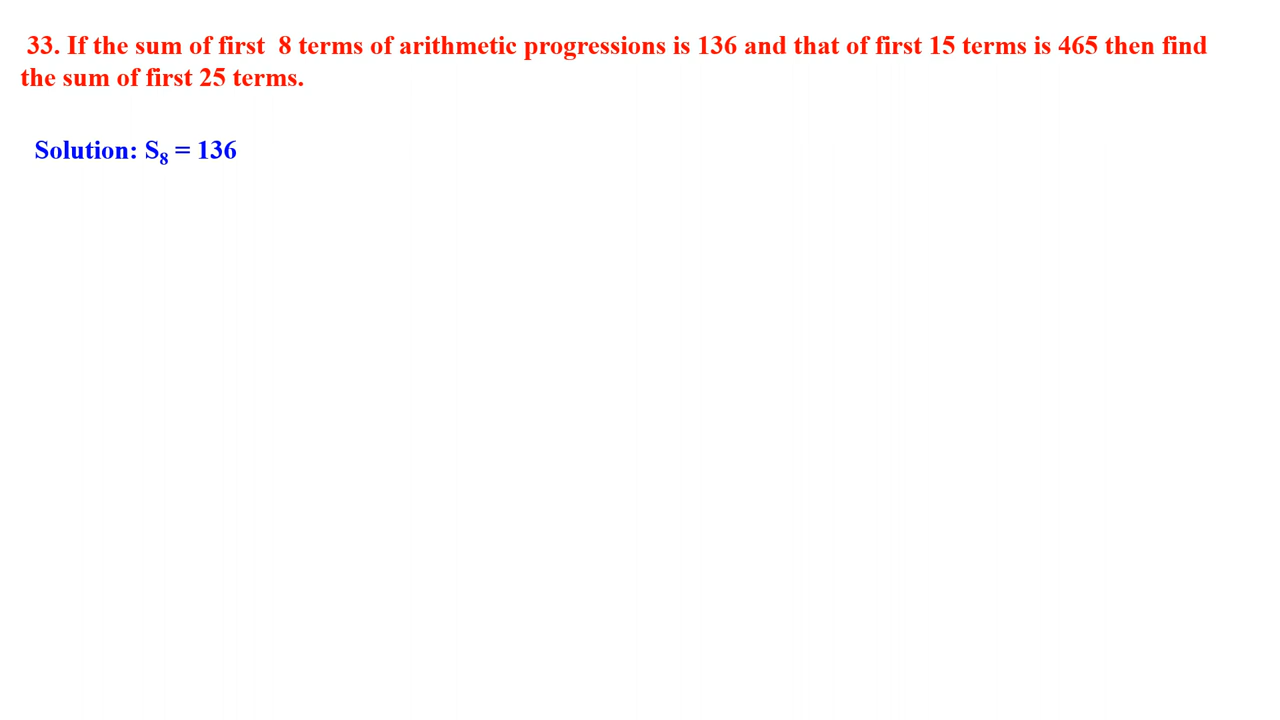 33. If the sum of first  8 terms of arithmetic progressions is 136 and that of first 15 terms is 465 then find
the sum of first 25 terms.
Solution: S₈ = 136